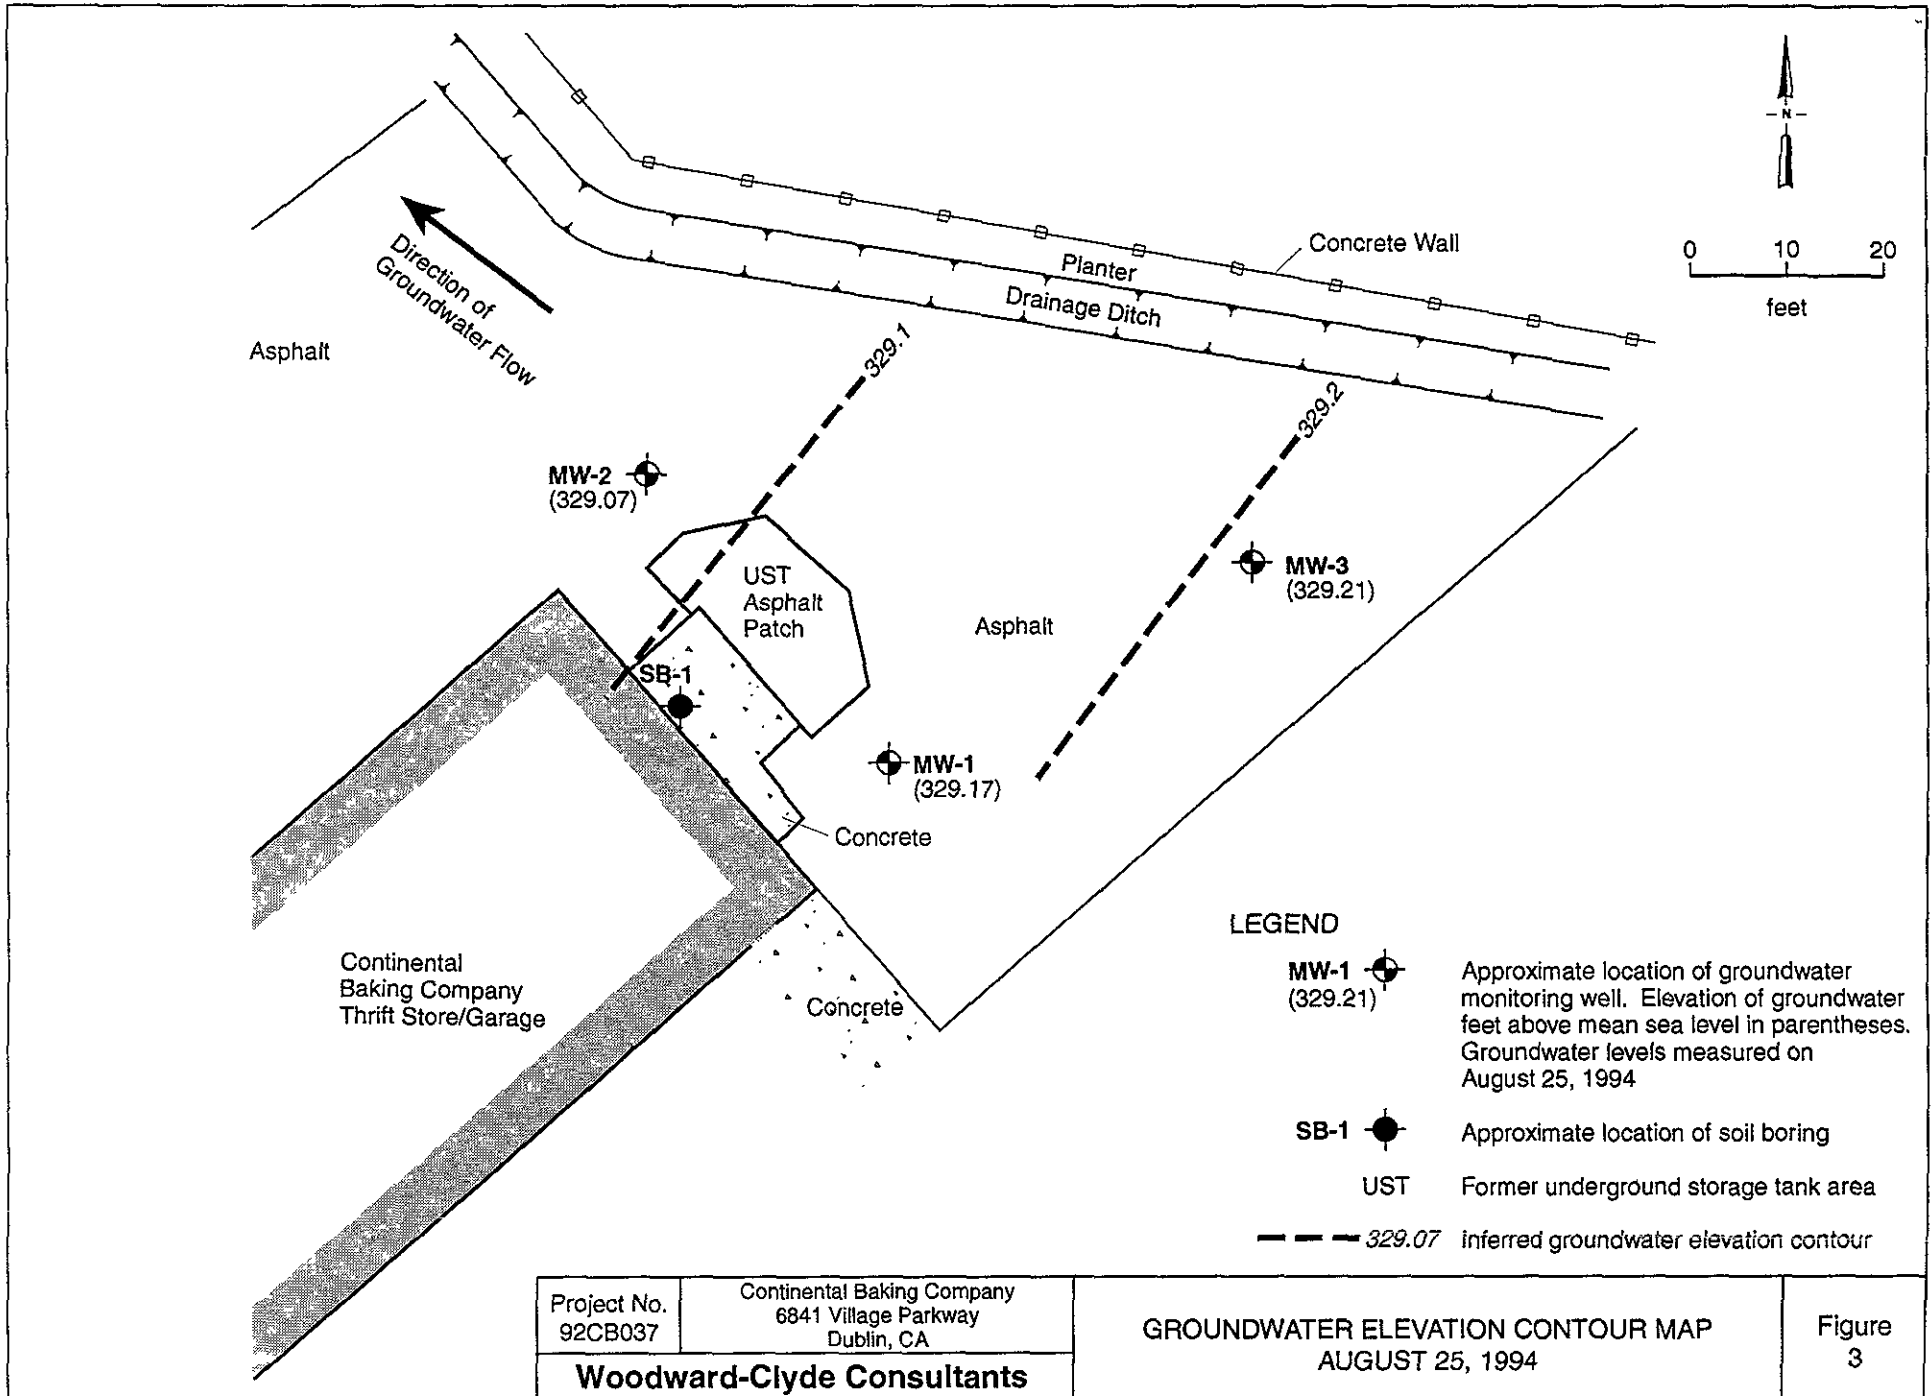 N
0 10 20
feet
Concrete Wall
Planter
Drainage Ditch
Direction of
Groundwater Flow
Asphalt
329.1
329.2
MW-2
(329.07)
MW-3
(329.21)
UST
Asphalt
Patch
Asphalt
SB-1
MW-1
(329.17)
Concrete
Continental
Baking Company
Thrift Store/Garage
Concrete
LEGEND
MW-1
(329.21)
Approximate location of groundwater
monitoring well. Elevation of groundwater
feet above mean sea level in parentheses.
Groundwater levels measured on
August 25, 1994
SB-1 Approximate location of soil boring
UST Former underground storage tank area
329.07 Inferred groundwater elevation contour
Project No.
92CB037
Continental Baking Company
6841 Village Parkway
Dublin, CA
Woodward-Clyde Consultants
GROUNDWATER ELEVATION CONTOUR MAP
AUGUST 25, 1994
Figure
3